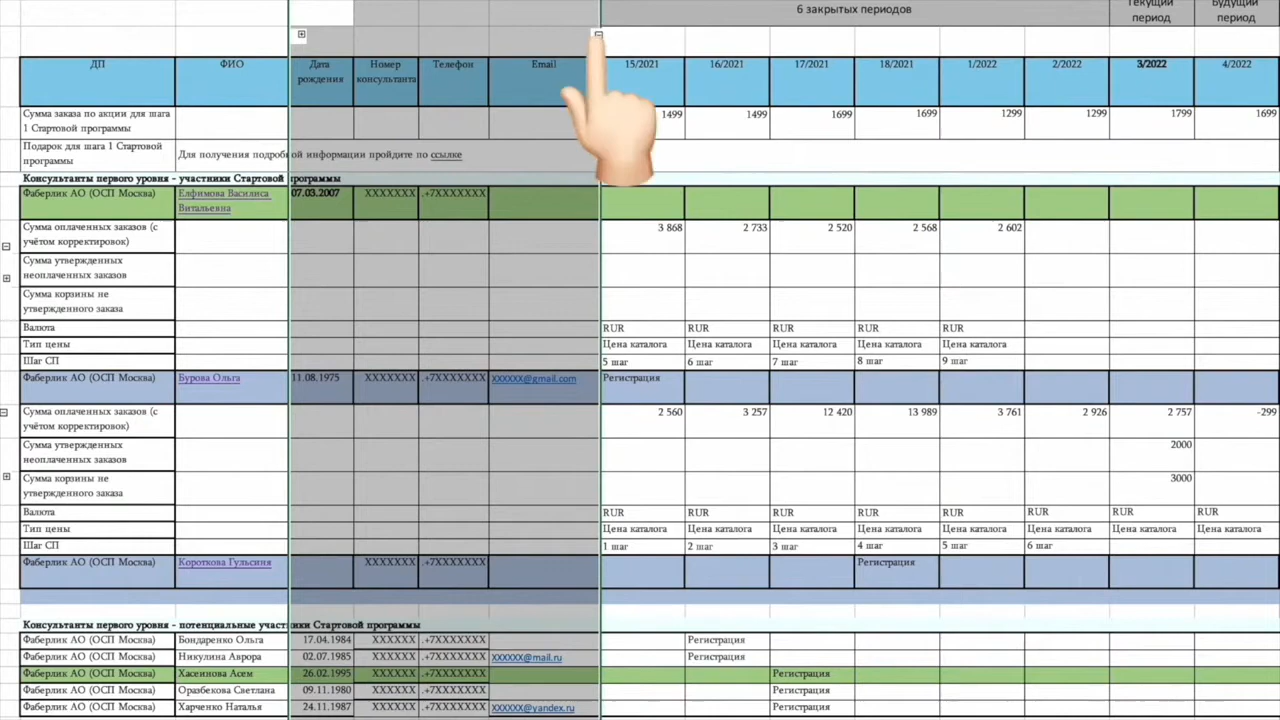 6 закрытых периодов Текущий Будущий
период период
ДП ФИО Дата Номер Телефон Email 15/2021 16/2021 17/2021 18/2021 1/2022 2/2022 3/2022 4/2022
рождения консультанта
Сумма заказа по акции для шага 1499 1499 1699 1699 1299 1299 1799 1699
1 Стартовой программы
Подарок для шага 1 Стартовой
программы Для получения подробной информации пройдите по ссылке
Консультанты первого уровня - участники Стартовой программы
Фаберлик АО (ОСП Москва) Елфимова Василиса 07.03.2007 XXXXXXX .+7XXXXXXX
Витальевна
Сумма оплаченных заказов (с 3 868 2 733 2 520 2 568 2 602
учётом корректировок)
Сумма утвержденных
неоплаченных заказов
Сумма корзины не
утвержденного заказа
Валюта RUR RUR RUR RUR RUR
Тип цены Цена каталога Цена каталога Цена каталога Цена каталога Цена каталога
Шаг СП 5 шаг 6 шаг 7 шаг 8 шаг 9 шаг
Фаберлик АО (ОСП Москва) Бурова Ольга 11.08.1975 XXXXXXX .+7XXXXXXX XXXXXX@gmail.com Регистрация
Сумма оплаченных заказов (с 2 560 3 257 12 420 13 989 3 761 2 926 2 757 -299
учётом корректировок)
Сумма утвержденных 2000
неоплаченных заказов
Сумма корзины не 3000
утвержденного заказа
Валюта RUR RUR RUR RUR RUR RUR RUR RUR
Тип цены Цена каталога Цена каталога Цена каталога Цена каталога Цена каталога Цена каталога Цена каталога Цена каталога
Шаг СП 1 шаг 2 шаг 3 шаг 4 шаг 5 шаг 6 шаг
Фаберлик АО (ОСП Москва) Короткова Гульсиня XXXXXXX .+7XXXXXXX Регистрация
Консультанты первого уровня - потенциальные участники Стартовой программы
Фаберлик АО (ОСП Москва) Бондаренко Ольга 17.04.1984 XXXXXX .+7XXXXXXX Регистрация
Фаберлик АО (ОСП Москва) Никулина Аврора 02.07.1985 XXXXXX .+7XXXXXXX XXXXXX@mail.ru Регистрация
Фаберлик АО (ОСП Москва) Хасеинова Асем 26.02.1995 XXXXXX .+7XXXXXXX Регистрация
Фаберлик АО (ОСП Москва) Оразбекова Светлана 09.11.1980 XXXXXX .+7XXXXXXX Регистрация
Фаберлик АО (ОСП Москва) Харченко Наталья 24.11.1987 XXXXXX .+7XXXXXXX XXXXXX@yandex.ru Регистрация